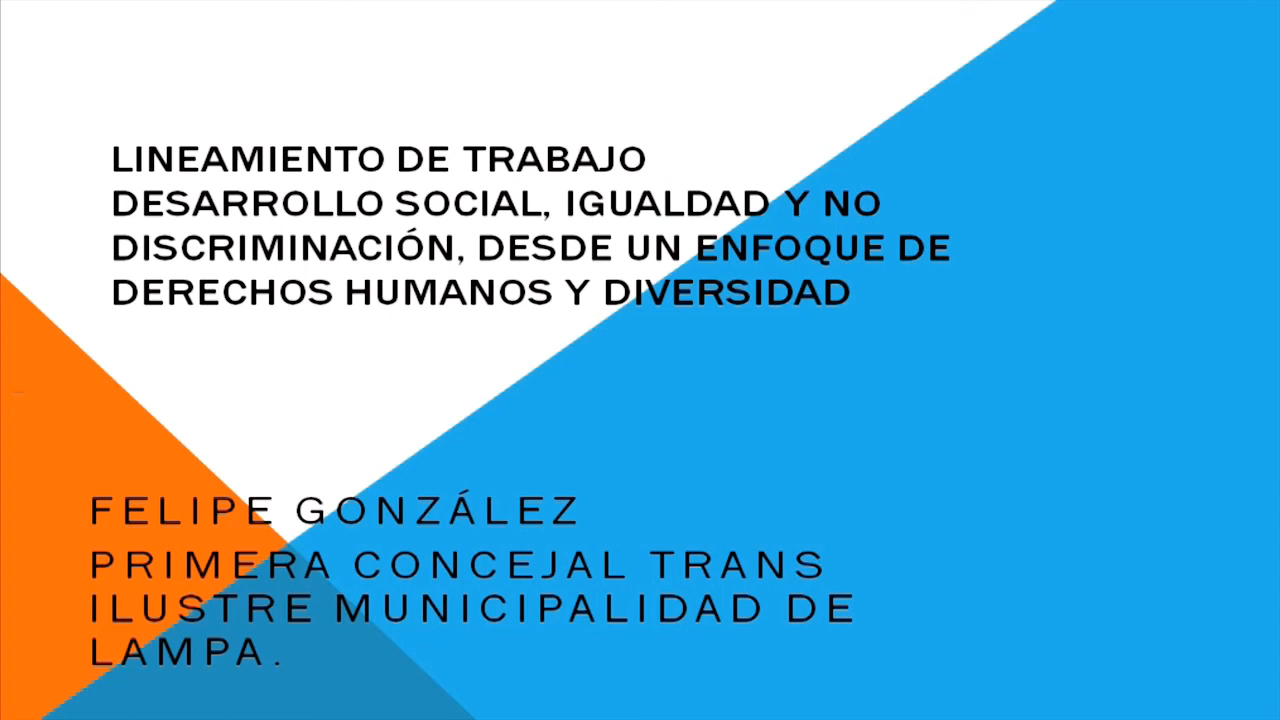 LINEAMIENTO DE TRABAJO
DESARROLLO SOCIAL, IGUALDAD Y NO
DISCRIMINACIÓN, DESDE UN ENFOQUE DE
DERECHOS HUMANOS Y DIVERSIDAD
FELIPE GONZÁLEZ
PRIMERA CONCEJAL TRANS
ILUSTRE MUNICIPALIDAD DE
LAMPA.